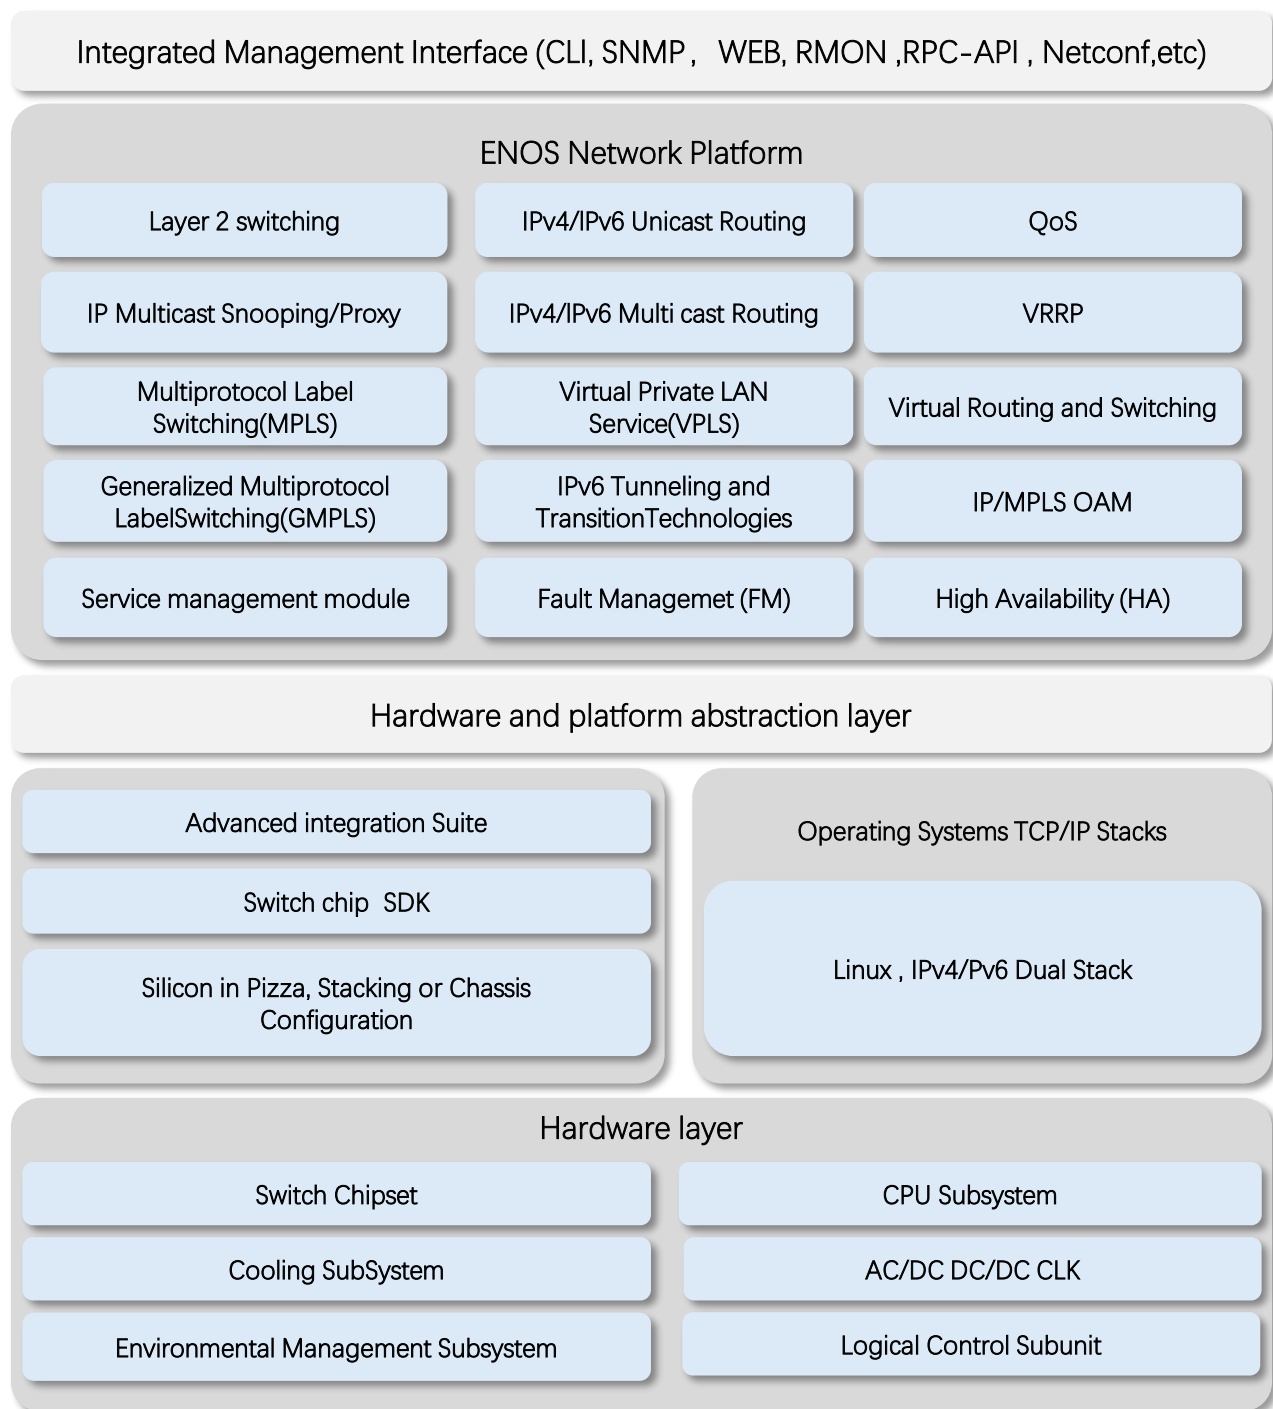 Integrated Management Interface (CLI, SNMP, WEB, RMON ,RPC-API , Netconf,etc)
ENOS Network Platform
Layer 2 switching
IPv4/IPv6 Unicast Routing
QoS
IP Multicast Snooping/Proxy
IPv4/IPv6 Multi cast Routing
VRRP
Multiprotocol Label
Switching(MPLS)
Virtual Private LAN
Service(VPLS)
Virtual Routing and Switching
Generalized Multiprotocol
LabelSwitching(GMPLS)
IPv6 Tunneling and
TransitionTechnologies
IP/MPLS OAM
Service management module
Fault Managemet (FM)
High Availability (HA)
Hardware and platform abstraction layer
Advanced integration Suite
Switch chip SDK
Silicon in Pizza, Stacking or Chassis
Configuration
Operating Systems TCP/IP Stacks
Linux , IPv4/Pv6 Dual Stack
Hardware layer
Switch Chipset
CPU Subsystem
Cooling SubSystem
AC/DC DC/DC CLK
Environmental Management Subsystem
Logical Control Subunit